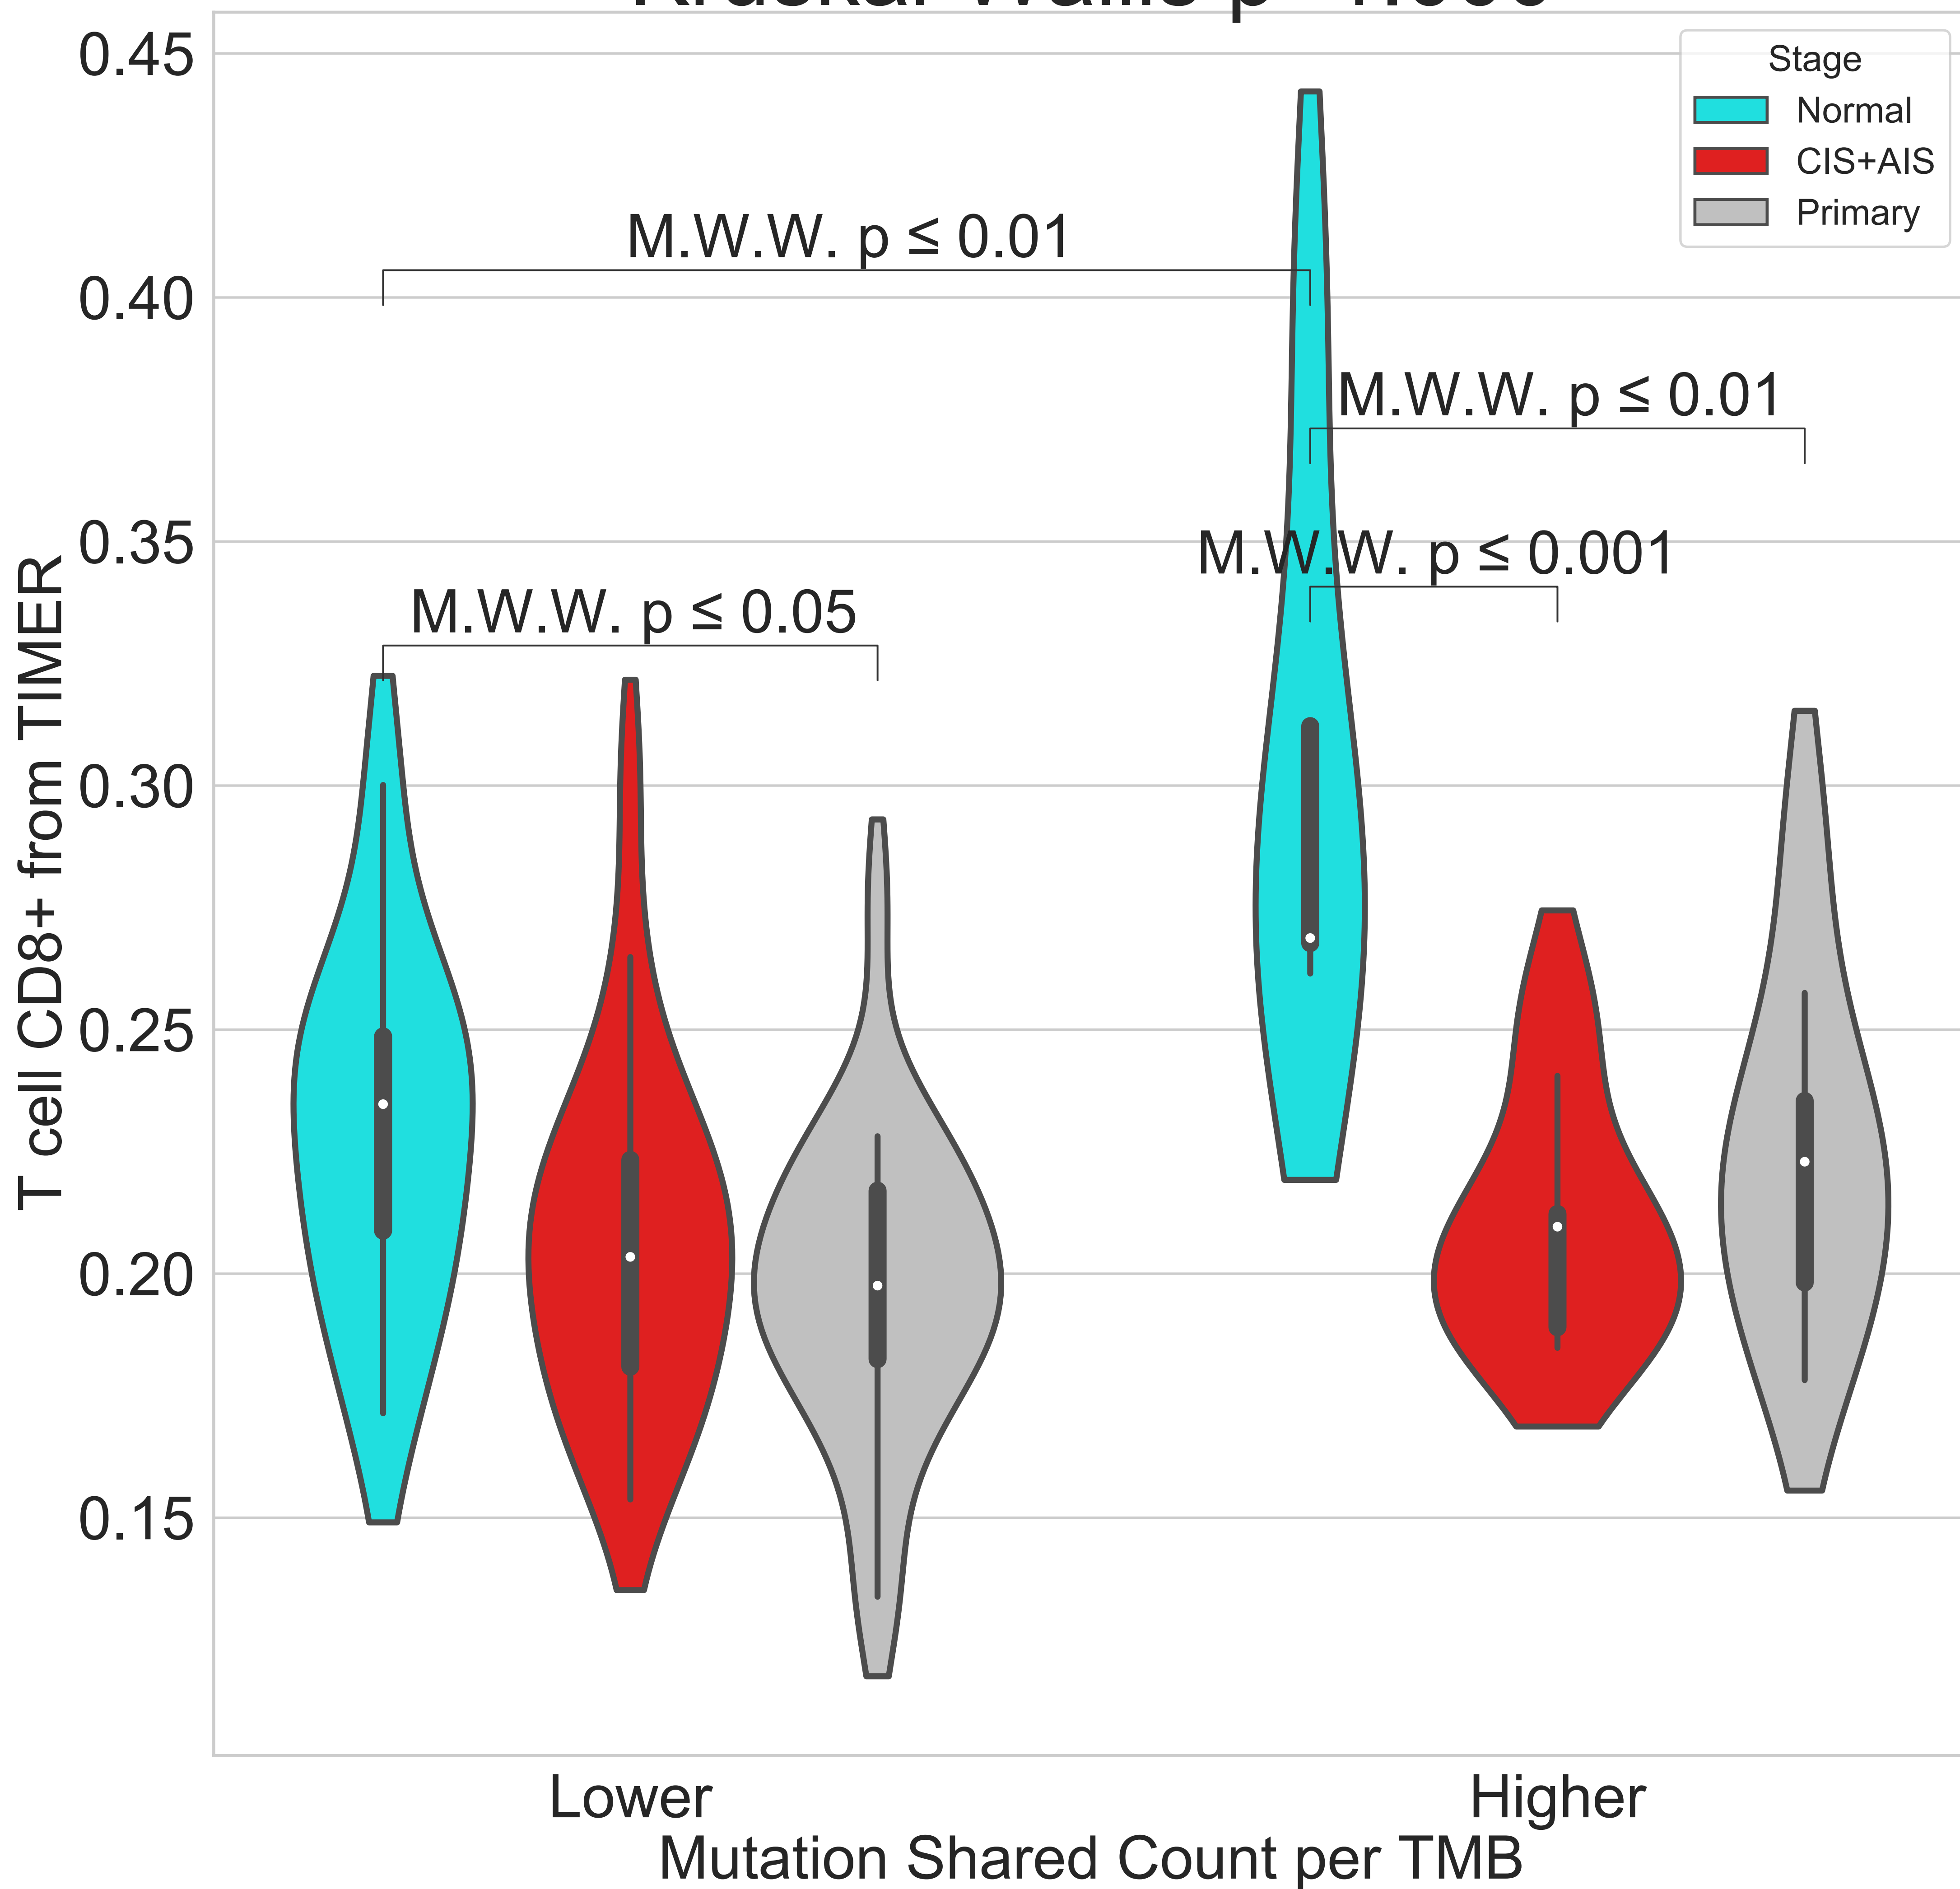 0.45
0.40
0.35
0.30
0.25
0.20
0.15
T cell CD8+ from TIMER
Stage
Normal
CIS+AIS
Primary
M.W.W. p ≤ 0.01
M.W.W. p ≤ 0.01
M.W.W. p ≤ 0.001
M.W.W. p ≤ 0.05
Lower
Higher
Mutation Shared Count per TMB